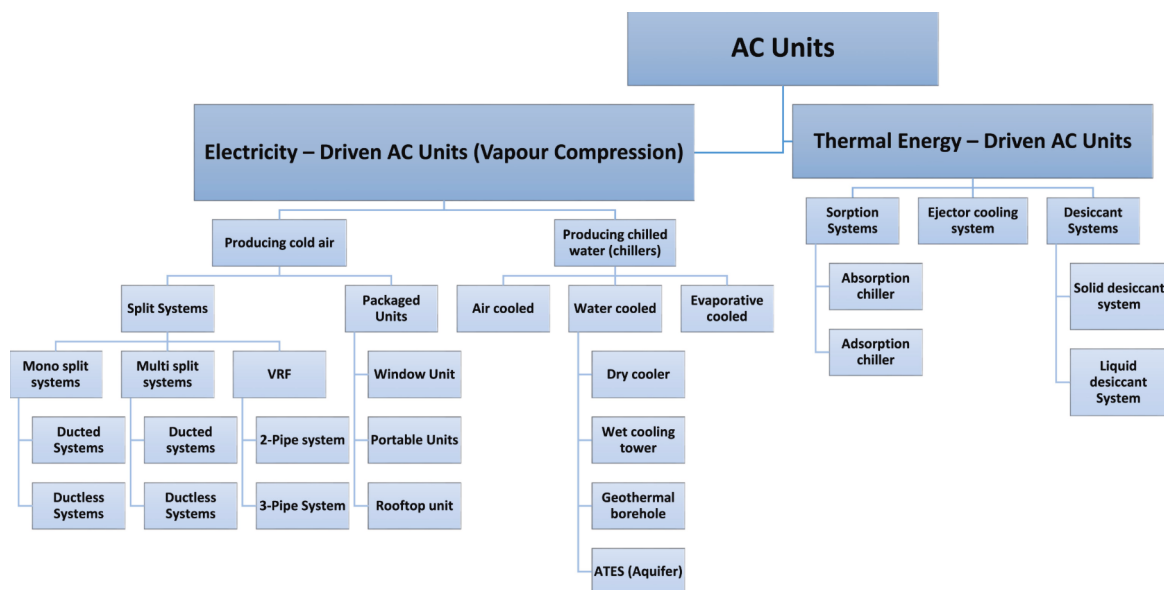 AC Units
Electricity – Driven AC Units (Vapour Compression)
Thermal Energy – Driven AC Units
Producing cold air
Producing chilled
water (chillers)
Sorption
Systems
Ejector cooling
system
Desiccant
Systems
Split Systems
Packaged
Units
Air cooled
Water cooled
Evaporative
cooled
Absorption
chiller
Solid desiccant
system
Mono split
systems
Multi split
systems
VRF
Window Unit
Dry cooler
Adsorption
chiller
Liquid
desiccant
System
Ducted
Systems
Ducted
systems
2-Pipe system
Portable Units
Wet cooling
tower
Ductless
Systems
Ductless
Systems
3-Pipe System
Rooftop unit
Geothermal
borehole
ATES (Aquifer)